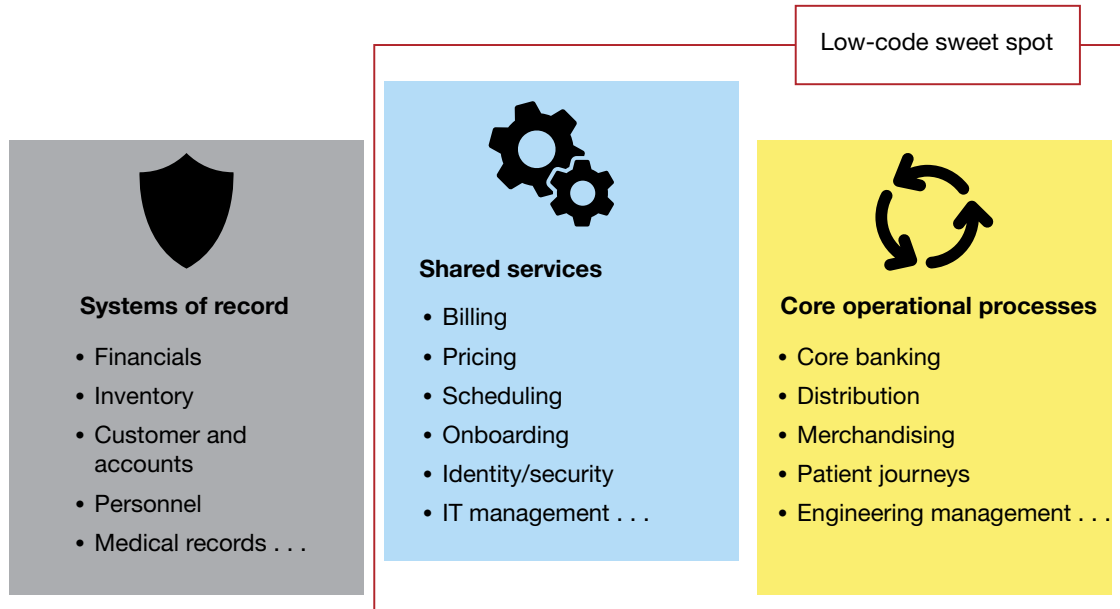 Low-code sweet spot
Systems of record
• Financials
• Inventory
• Customer and
accounts
• Personnel
• Medical records . . .
Shared services
• Billing
• Pricing
• Scheduling
• Onboarding
• Identity/security
• IT management . . .
Core operational processes
• Core banking
• Distribution
• Merchandising
• Patient journeys
• Engineering management . . .